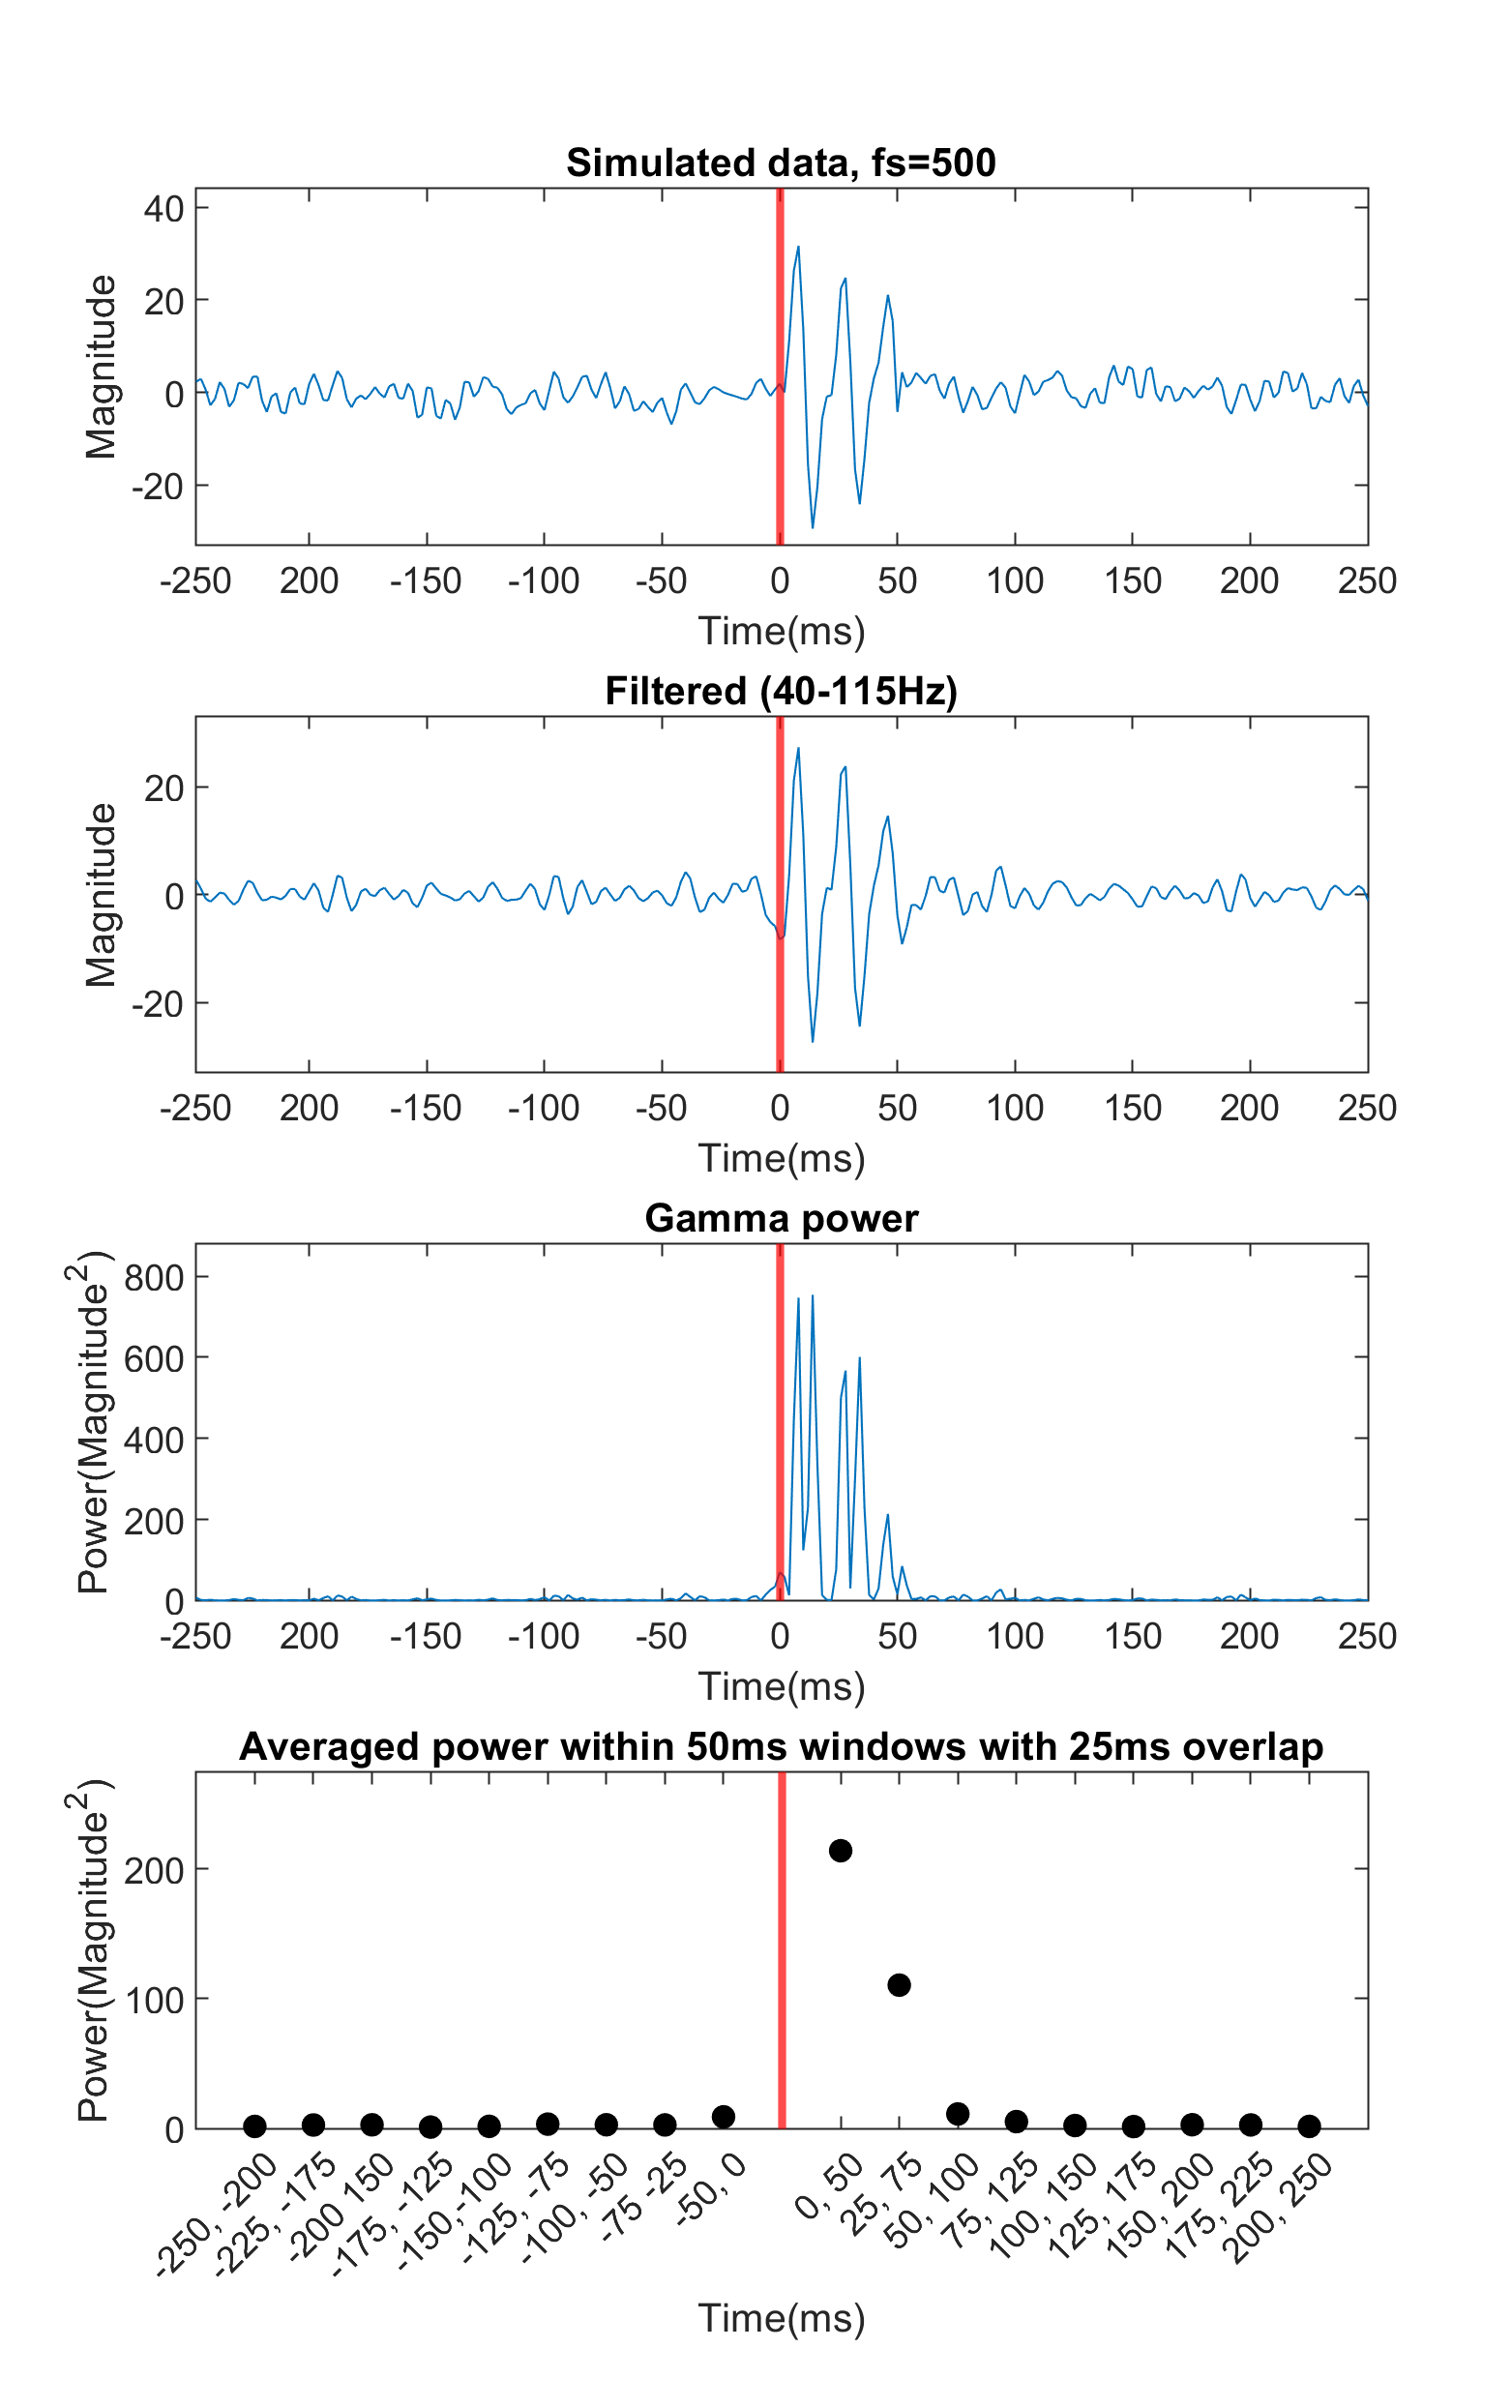 Simulated data, fs=500
Magnitude
40
20
0
-20
-250 200 -150 -100 -50 0 50 100 150 200 250
Time(ms)
Filtered (40-115Hz)
Magnitude
20
0
-20
-250 200 -150 -100 -50 0 50 100 150 200 250
Time(ms)
Gamma power
Power(Magnitude²)
800
600
400
200
0
-250 200 -150 -100 -50 0 50 100 150 200 250
Time(ms)
Averaged power within 50ms windows with 25ms overlap
Power(Magnitude²)
200
100
0
-250, -200
-225, -175
-200 150
-175, -125
-150, -100
-125, -75
-100, -50
-75 -25
-50, 0
0, 50
25, 75
50, 100
75, 125
100, 150
125, 175
150, 200
175, 225
200, 250
Time(ms)